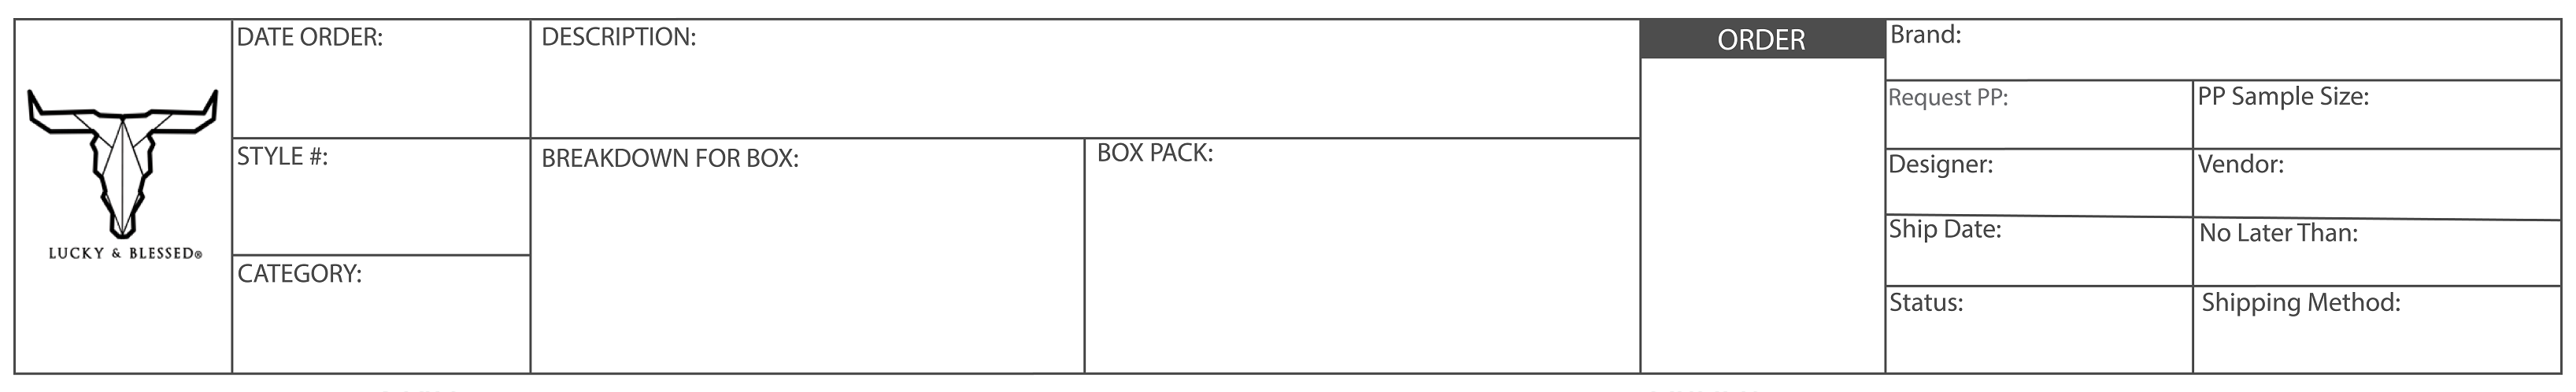 DATE ORDER:
DESCRIPTION:
ORDER
Brand:
Request PP:
PP Sample Size:
STYLE #:
BREAKDOWN FOR BOX:
BOX PACK:
Designer:
Vendor:
Ship Date:
No Later Than:
LUCKY & BLESSED®
CATEGORY:
Status:
Shipping Method: